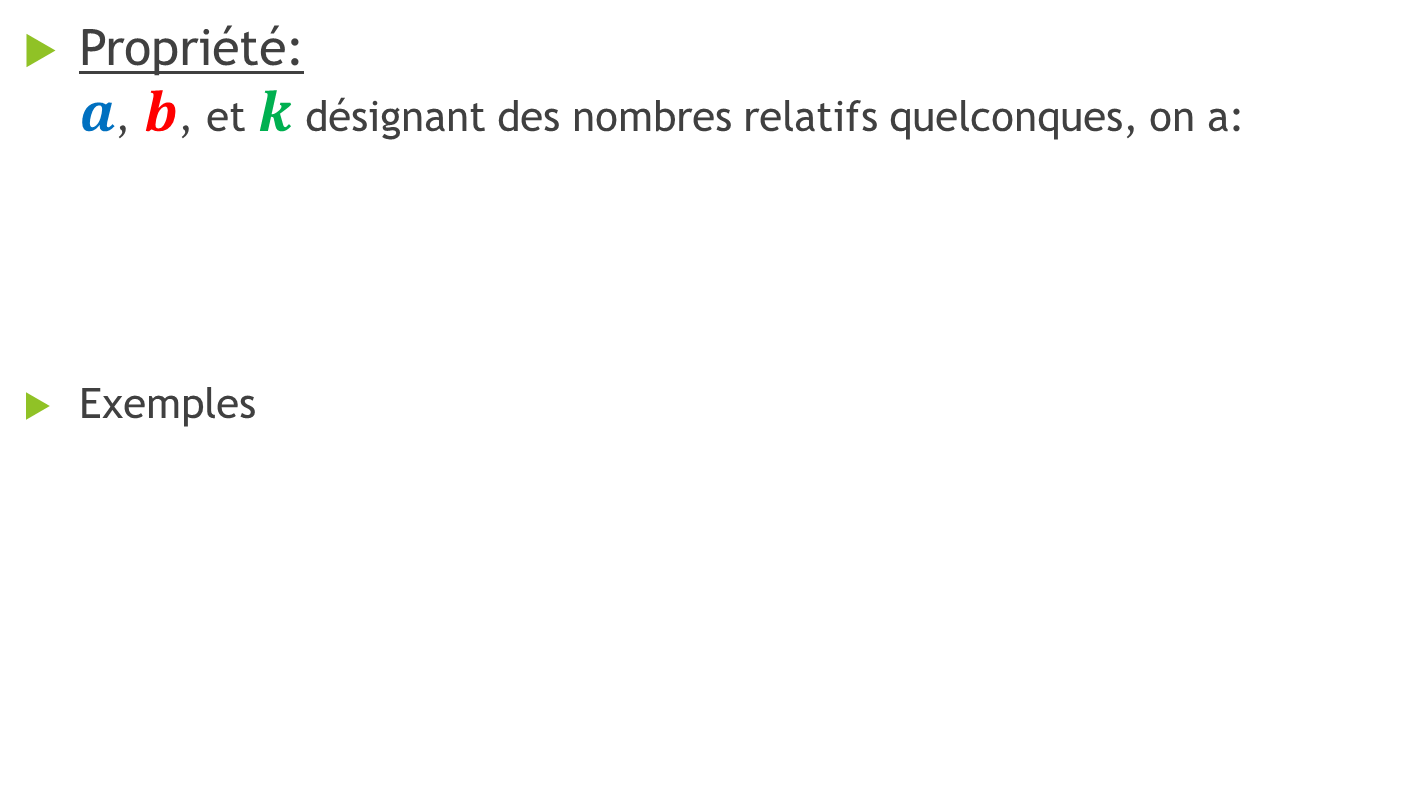 Propriété:
a, b, et k désignant des nombres relatifs quelconques, on a:
Exemples